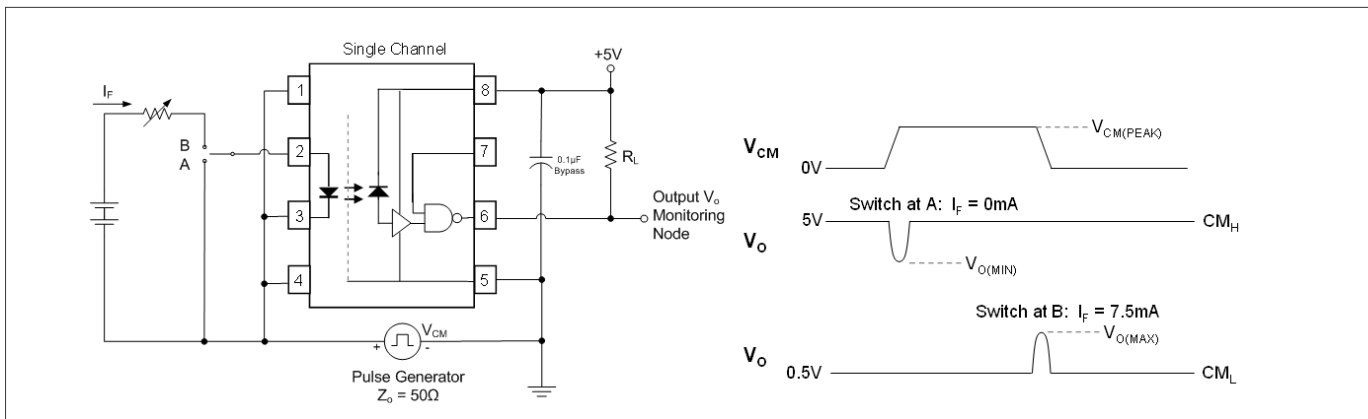 Single Channel
+5V
I_F
1
8
B
A
2
7
0.1µF
Bypass
R_L
3
6
Output V_o
Monitoring
Node
4
5
V_CM
+
-
Pulse Generator
Z_o = 50Ω
V_CM
0V
V_CM(PEAK)
Switch at A: I_F = 0mA
5V
CM_H
V_O
V_O(MIN)
Switch at B: I_F = 7.5mA
V_O(MAX)
V_O
0.5V
CM_L